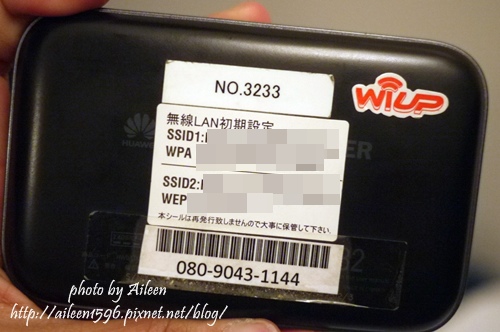 NO.3233
WiUP
無線LAN初期設定
SSID1:
WPA
HUAWEI
SSID2:
WEP
本シールは再発行致しませんので大事に保管して下さい.
080-9043-1144
photo by Aileen
http://aileen1596.pixnet.net/blog/